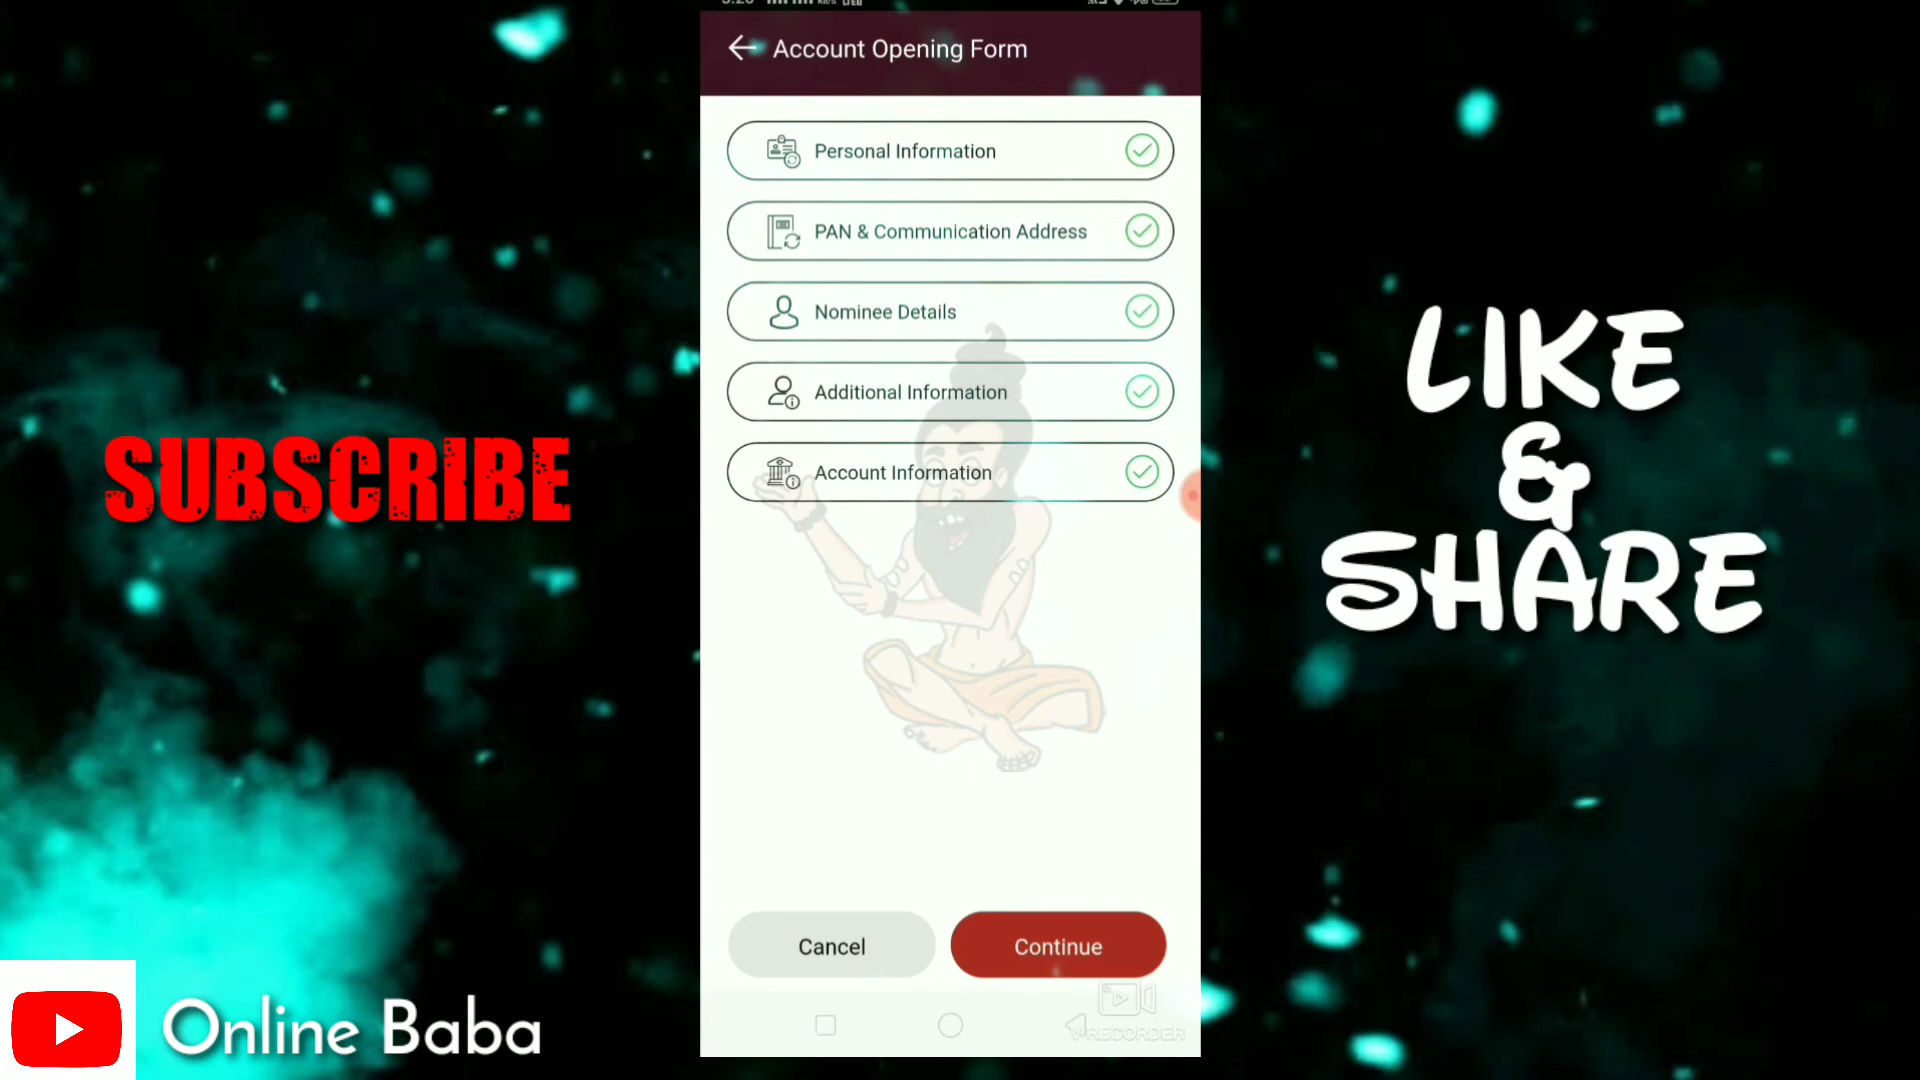 Account Opening Form
Personal Information
PAN & Communication Address
Nominee Details
Additional Information
Account Information
Cancel
Continue
VRECORDER
SUBSCRIBE
LIKE
&
SHARE
Online Baba